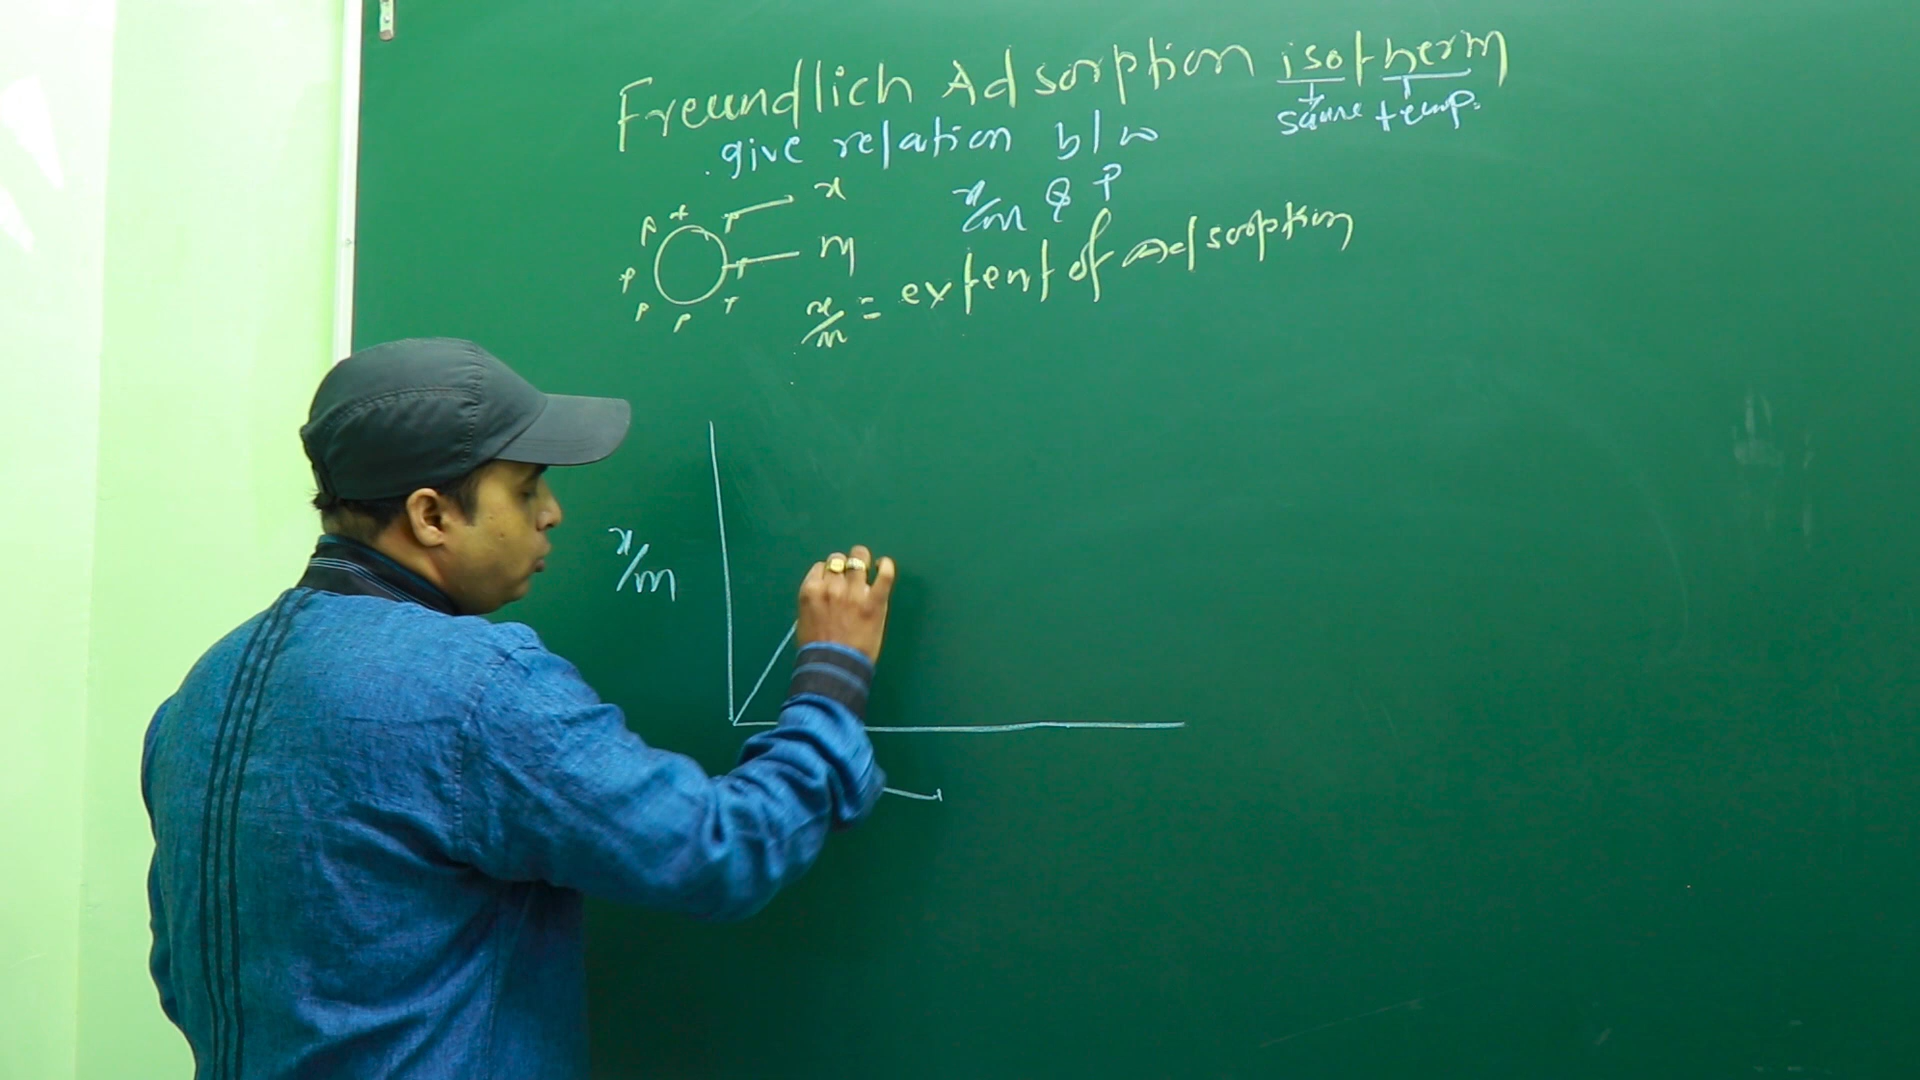 Freundlich Adsorption isotherm
same temp.
give relation b/w
x/m & P
x
m
x/m = extent of Adsorption
x/m